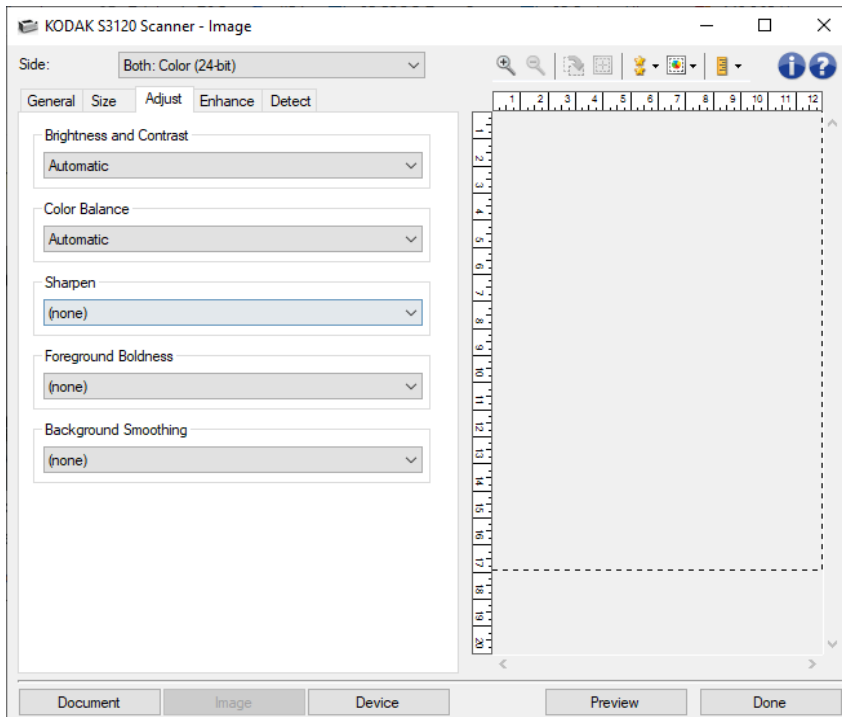 KODAK S3120 Scanner - Image
Side:
Both: Color (24-bit)
General Size Adjust Enhance Detect
Brightness and Contrast
Automatic
Color Balance
Automatic
Sharpen
(none)
Foreground Boldness
(none)
Background Smoothing
(none)
1 2 3 4 5 6 7 8 9 10 11 12
1
2
3
4
5
6
7
8
9
10
11
12
13
14
15
16
17
18
19
20
Document Image Device Preview Done